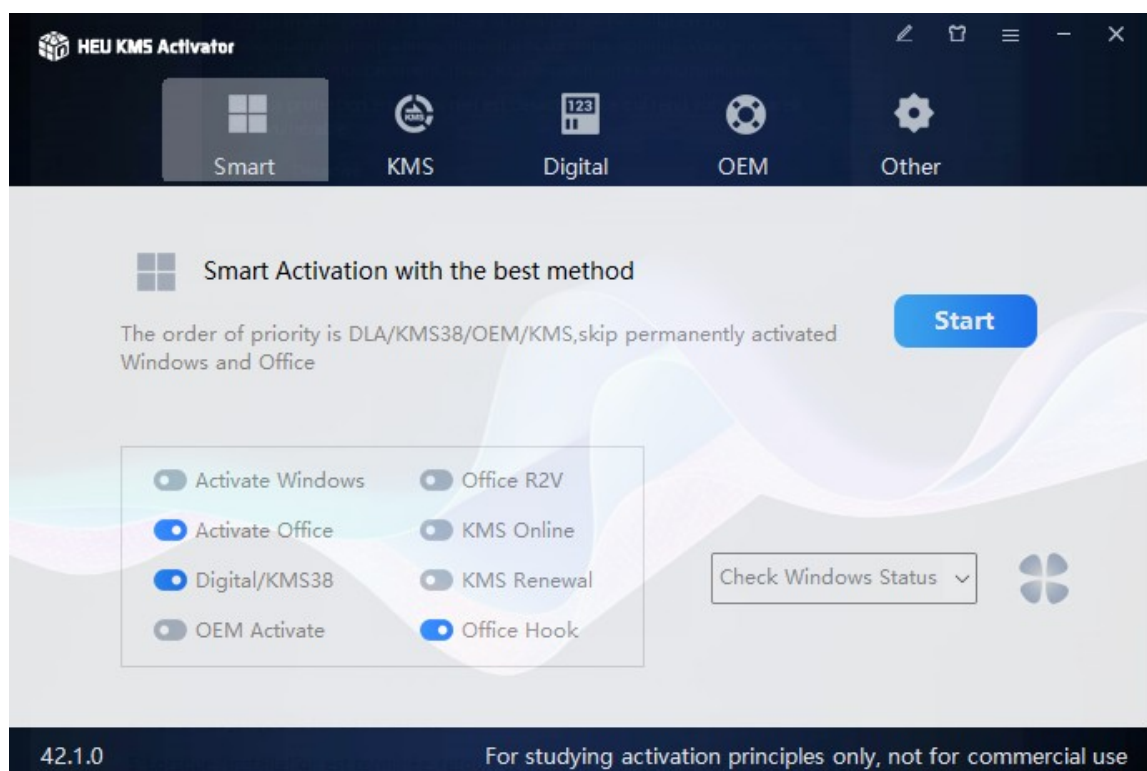 HEU KMS Activator
Smart
KMS
123
KMS
Digital
OEM
Other
Smart Activation with the best method
The order of priority is DLA/KMS38/OEM/KMS,skip permanently activated
Windows and Office
Start
Activate Windows
Office R2V
Activate Office
KMS Online
Digital/KMS38
KMS Renewal
OEM Activate
Office Hook
Check Windows Status
42.1.0
For studying activation principles only, not for commercial use